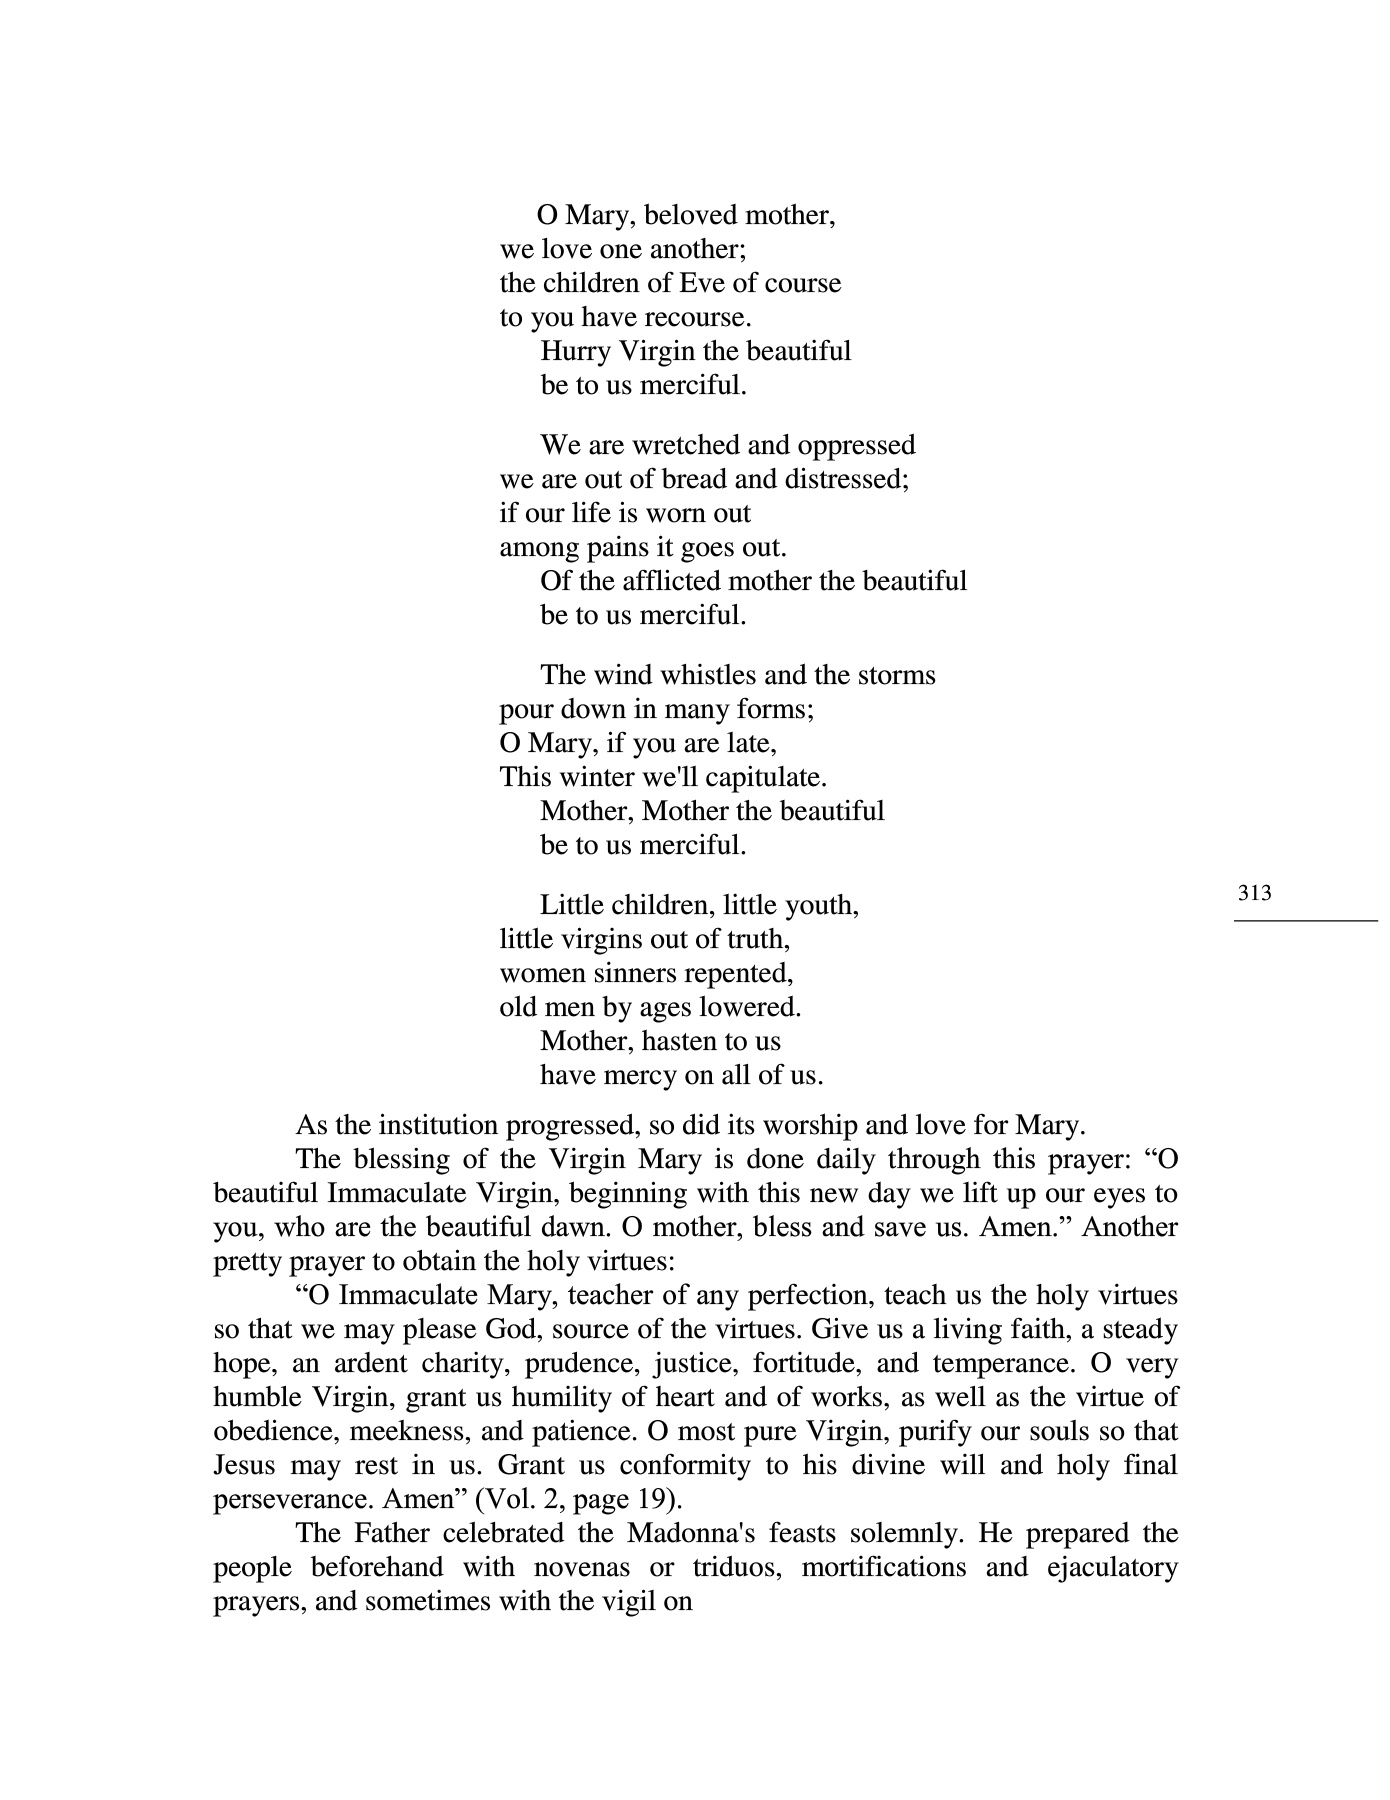 O Mary, beloved mother,
we love one another;
the children of Eve of course
to you have recourse.
Hurry Virgin the beautiful
be to us merciful.
We are wretched and oppressed
we are out of bread and distressed;
if our life is worn out
among pains it goes out.
Of the afflicted mother the beautiful
be to us merciful.
The wind whistles and the storms
pour down in many forms;
O Mary, if you are late,
This winter we'll capitulate.
Mother, Mother the beautiful
be to us merciful.
313
Little children, little youth,
little virgins out of truth,
women sinners repented,
old men by ages lowered.
Mother, hasten to us
have mercy on all of us.
As the institution progressed, so did its worship and love for Mary.
The blessing of the Virgin Mary is done daily through this prayer: “O
beautiful Immaculate Virgin, beginning with this new day we lift up our eyes to
you, who are the beautiful dawn. O mother, bless and save us. Amen.” Another
pretty prayer to obtain the holy virtues:
“O Immaculate Mary, teacher of any perfection, teach us the holy virtues
so that we may please God, source of the virtues. Give us a living faith, a steady
hope, an ardent charity, prudence, justice, fortitude, and temperance. O very
humble Virgin, grant us humility of heart and of works, as well as the virtue of
obedience, meekness, and patience. O most pure Virgin, purify our souls so that
Jesus may rest in us. Grant us conformity to his divine will and holy final
perseverance. Amen” (Vol. 2, page 19).
The Father celebrated the Madonna's feasts solemnly. He prepared the
people beforehand with novenas or triduos, mortifications and ejaculatory
prayers, and sometimes with the vigil on